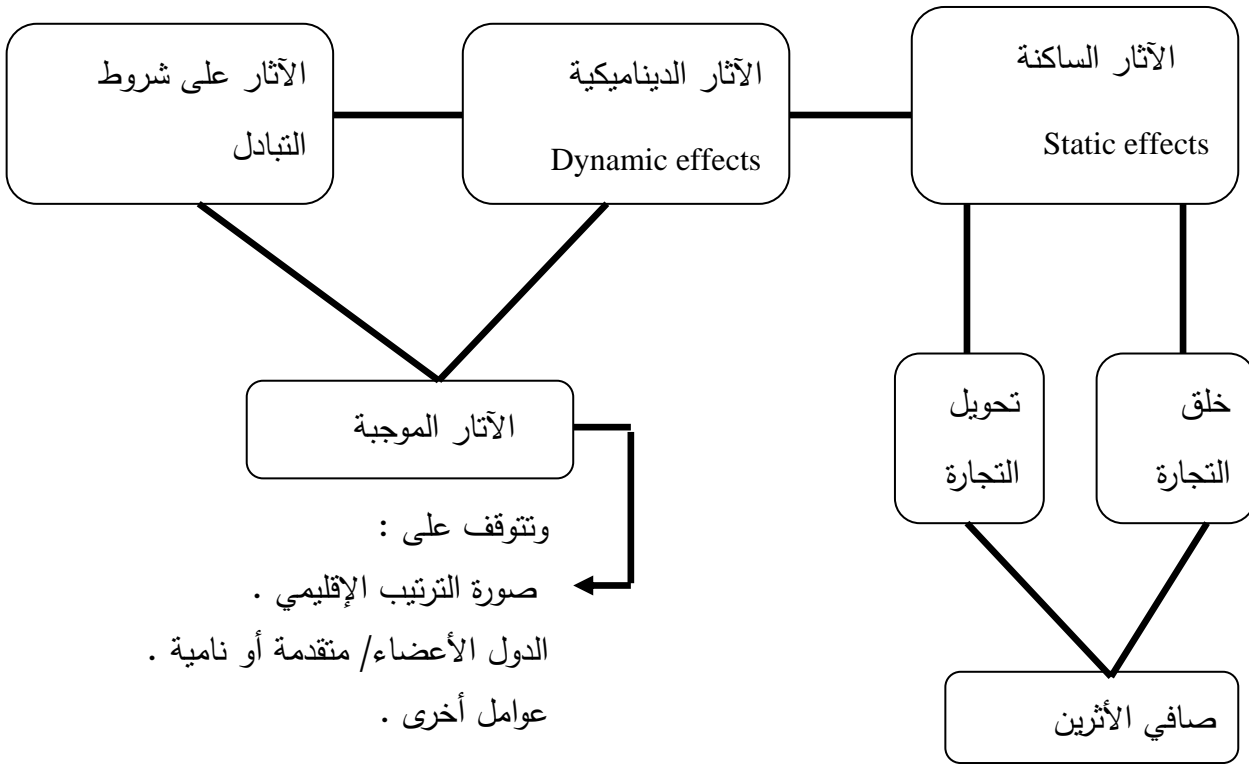 الآثار الساكنة
Static effects
الآثار الديناميكية
Dynamic effects
الآثار على شروط
التبادل
خلق
التجارة
تحويل
التجارة
الآتار الموجبة
وتتوقف على :
صورة الترتيب الإقليمي .
الدول الأعضاء/ متقدمة أو نامية .
عوامل أخرى .
صافي الأثرين